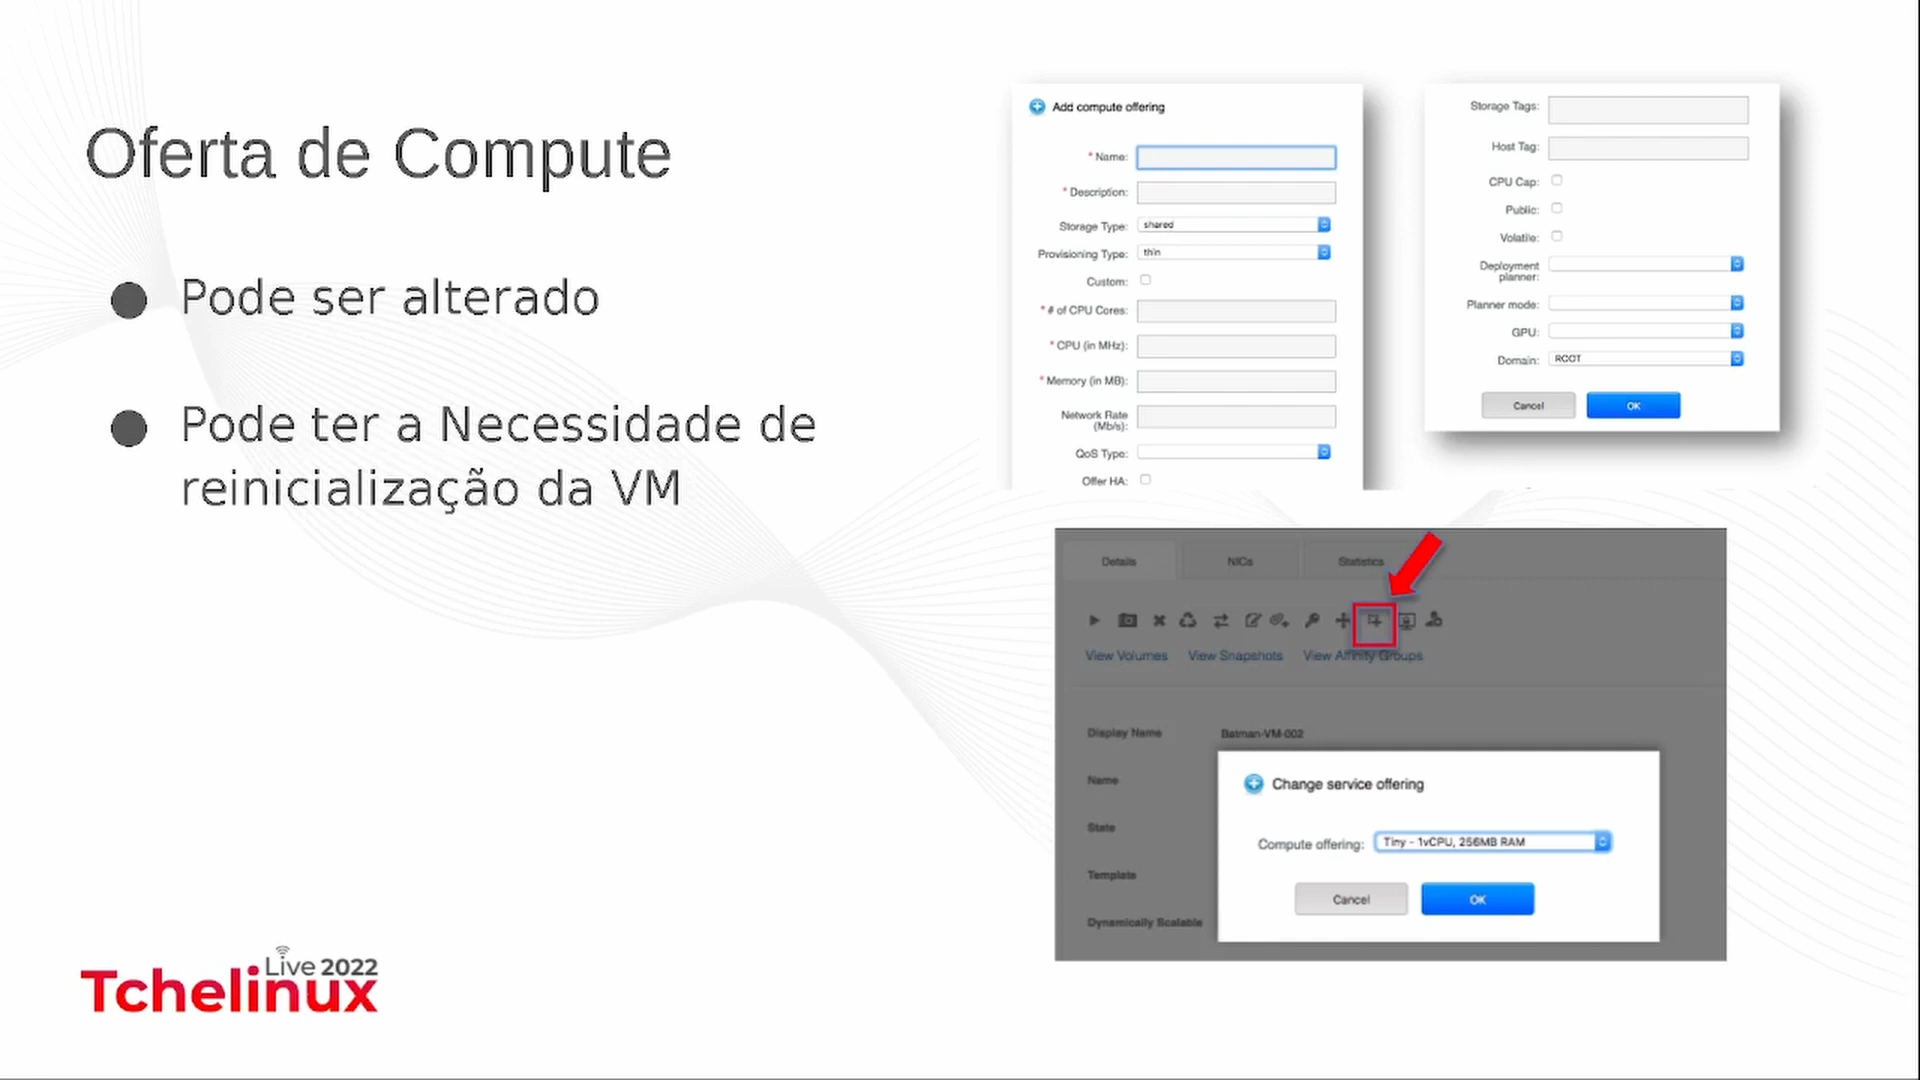 Oferta de Compute
Pode ser alterado
Pode ter a Necessidade de
reinicialização da VM
Add compute offering
* Name:
* Description:
Storage Type: shared
Provisioning Type: thin
Custom:
* # of CPU Cores:
* CPU (in MHz):
* Memory (in MB):
Network Rate
(Mb/s):
QoS Type:
Offer HA:
Storage Tags:
Host Tag:
CPU Cap:
Public:
Volatile:
Deployment
planner:
Planner mode:
GPU:
Domain: ROOT
Cancel OK
Details NICs Statistics
View Volumes View Snapshots View Affinity Groups
Display Name Batman-VM-002
Name
State
Template
Dynamically Scalable
Change service offering
Compute offering: Tiny - 1vCPU, 256MB RAM
Cancel OK
Live 2022
Tchelinux